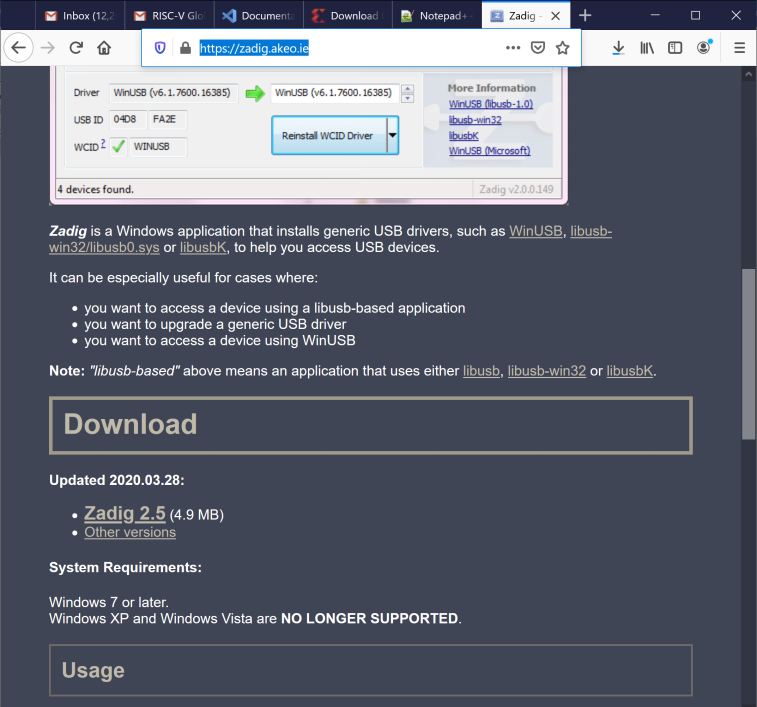 Inbox (12,2
RISC-V Glo
Documenta
Download
Notepad+
Zadig -
https://zadig.akeo.ie
Driver WinUSB (v6.1.7600.16385) WinUSB (v6.1.7600.16385)
More Information
WinUSB (libusb-1.0)
USB ID 04D8 FA2E
libusb-win32
Reinstall WCID Driver
libusbK
WCID ? WINUSB
WinUSB (Microsoft)
4 devices found.
Zadig v2.0.0.149
Zadig is a Windows application that installs generic USB drivers, such as WinUSB, libusb-
win32/libusb0.sys or libusbK, to help you access USB devices.
It can be especially useful for cases where:
• you want to access a device using a libusb-based application
• you want to upgrade a generic USB driver
• you want to access a device using WinUSB
Note: "libusb-based" above means an application that uses either libusb, libusb-win32 or libusbK.
Download
Updated 2020.03.28:
• Zadig 2.5 (4.9 MB)
• Other versions
System Requirements:
Windows 7 or later.
Windows XP and Windows Vista are NO LONGER SUPPORTED.
Usage